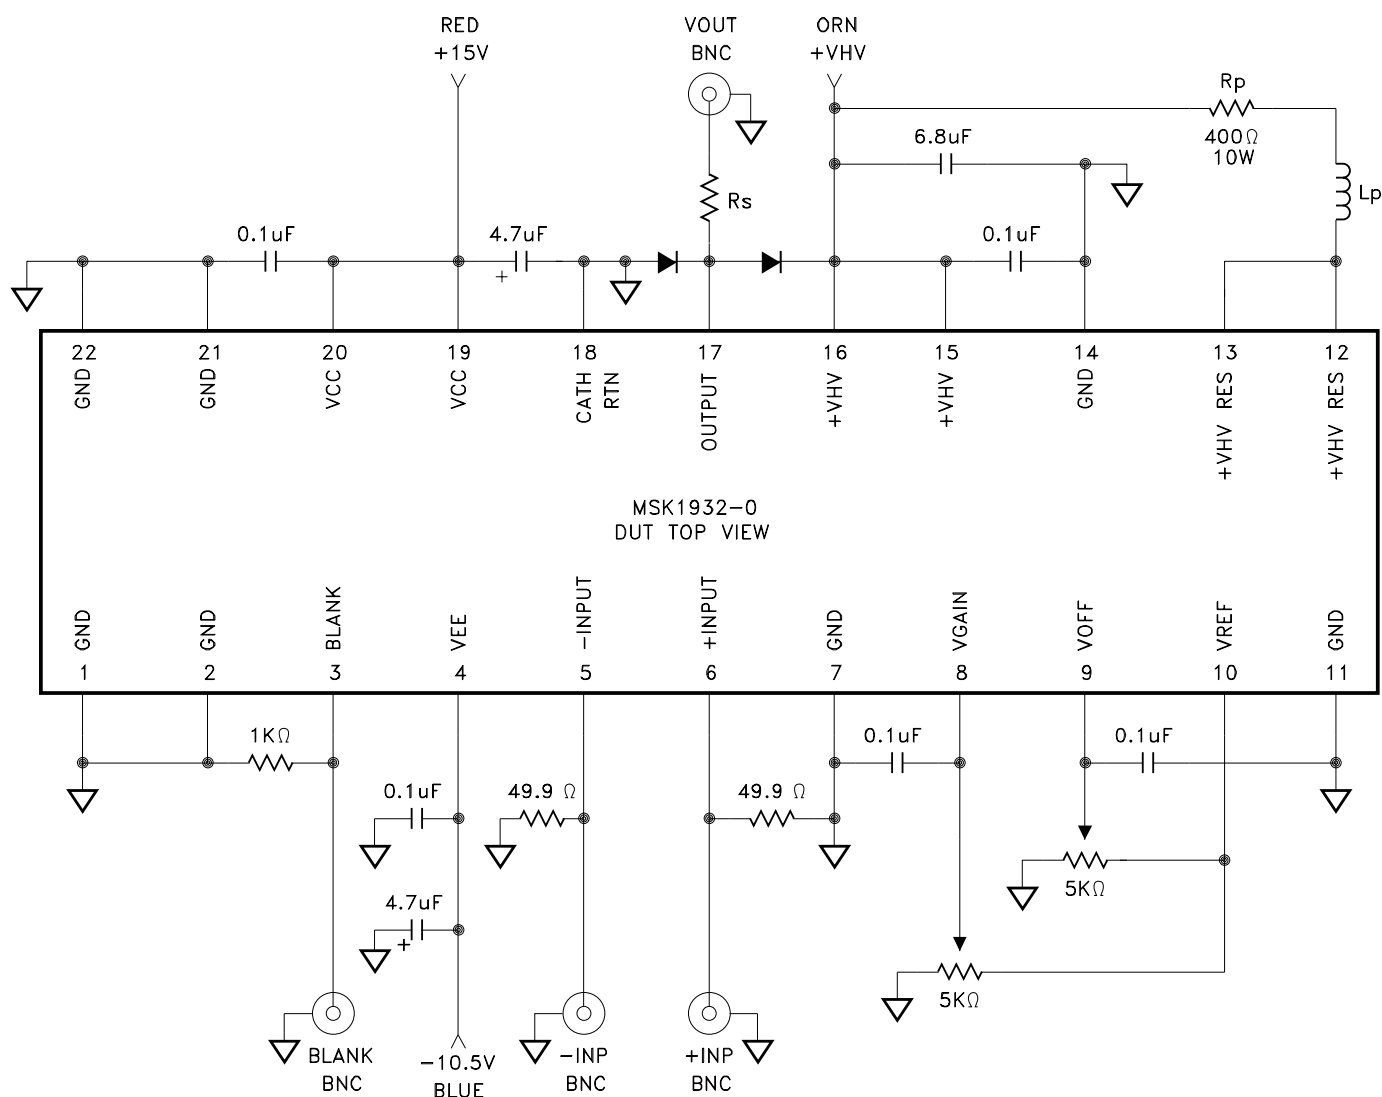 RED
+15V
VOUT
BNC
ORN
+VHV
Rp
400Ω
10W
6.8uF
Lp
Rs
0.1uF
4.7uF
+
0.1uF
22
21
20
19
18
17
16
15
14
13
12
GND
GND
VCC
VCC
CATH
RTN
OUTPUT
+VHV
+VHV
GND
+VHV RES
+VHV RES
MSK1932-0
DUT TOP VIEW
GND
GND
BLANK
VEE
-INPUT
+INPUT
GND
VGAIN
VOFF
VREF
GND
1
2
3
4
5
6
7
8
9
10
11
1KΩ
0.1uF
0.1uF
0.1uF
49.9 Ω
49.9 Ω
5KΩ
4.7uF
+
5KΩ
BLANK
BNC
-10.5V
BLUE
-INP
BNC
+INP
BNC